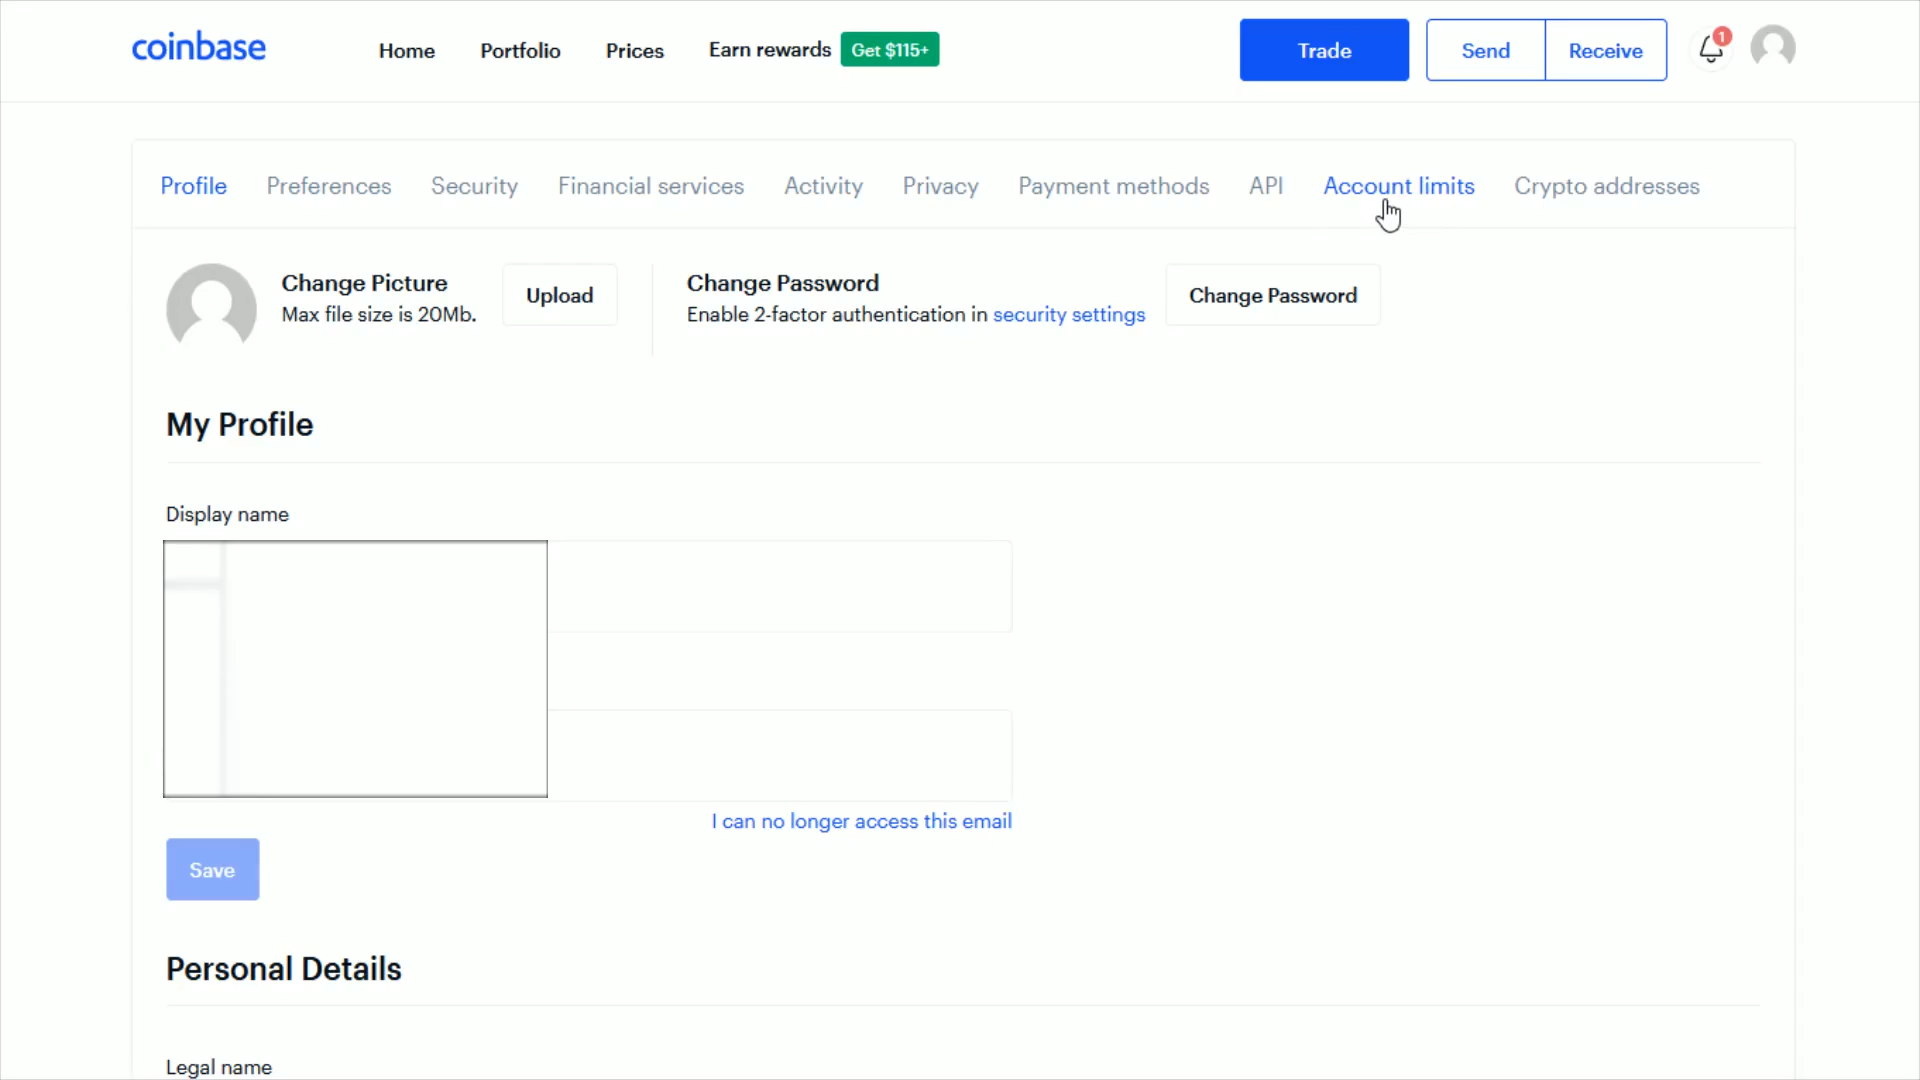 coinbase Home Portfolio Prices Earn rewards Get $115+ Trade Send Receive 1
Profile Preferences Security Financial services Activity Privacy Payment methods API Account limits Crypto addresses
Change Picture
Max file size is 20Mb.
Upload
Change Password
Enable 2-factor authentication in security settings
Change Password
My Profile
Display name
I can no longer access this email
Save
Personal Details
Legal name